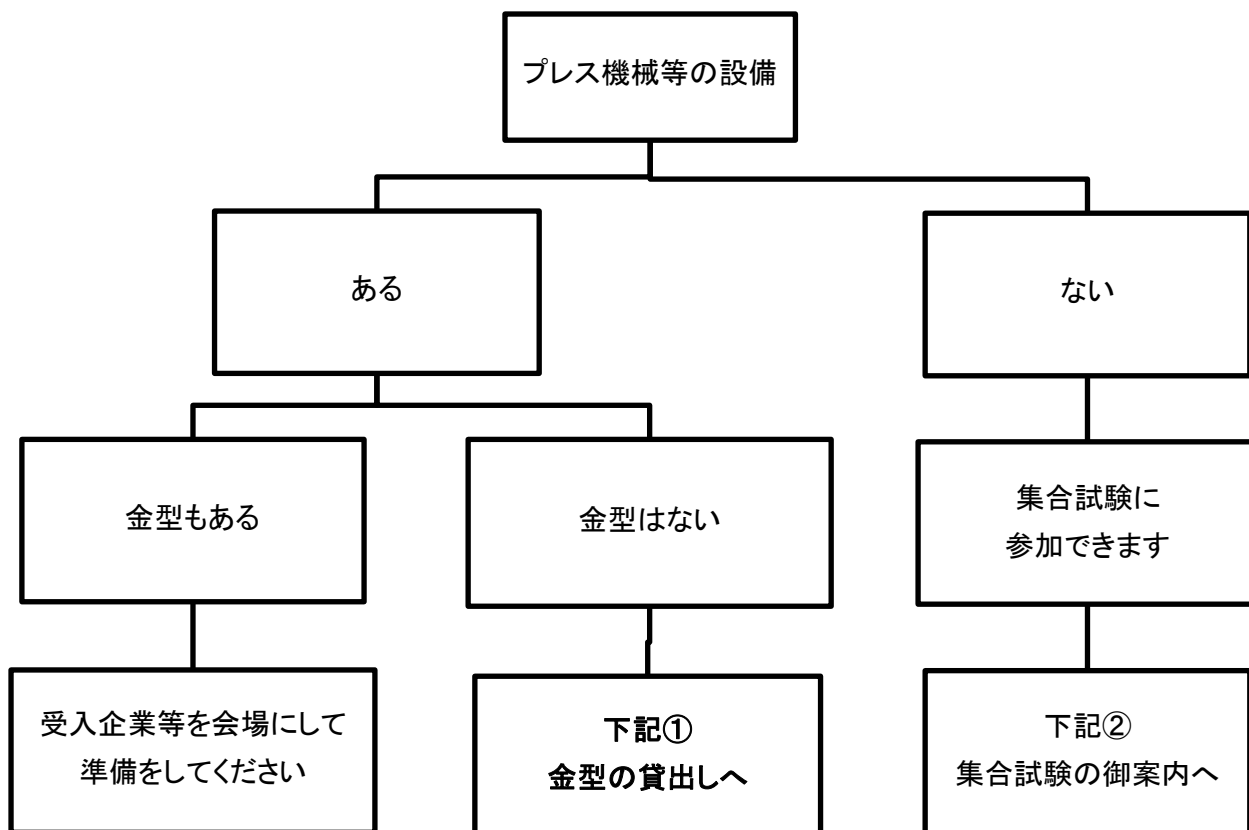 プレス機械等の設備
ある
ない
金型もある
金型はない
集合試験に
参加できます
受入企業等を会場にして
準備をしてください
下記①
金型の貸出しへ
下記②
集合試験の御案内へ